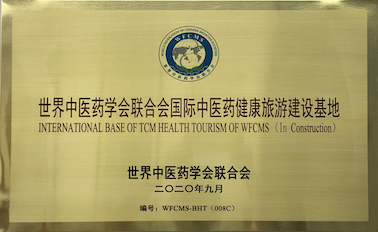 WFCMS
世界中医药学会联合会国际中医药健康旅游建设基地
INTERNATIONAL BASE OF TCM HEALTH TOURISM OF WFCMS (In Construction)
世界中医药学会联合会
二〇二〇年九月
编号：WFCMS-BHT（008C）